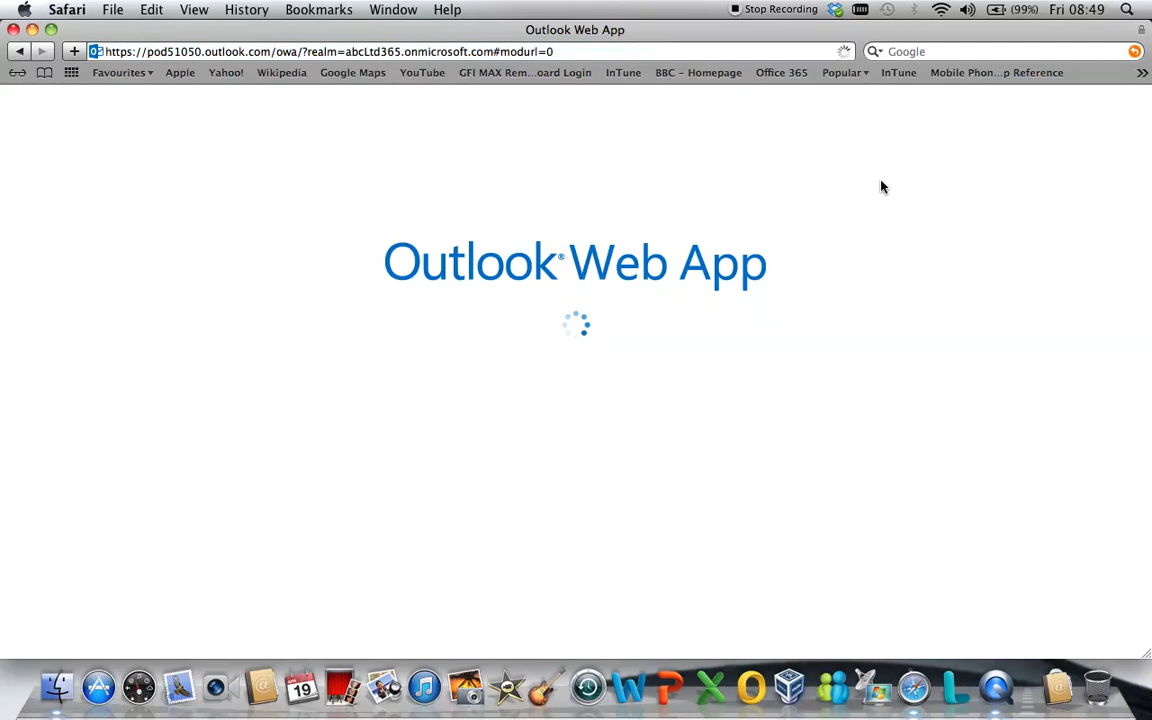 Safari File Edit View History Bookmarks Window Help Stop Recording (99%) Fri 08:49
Outlook Web App
https://pod51050.outlook.com/owa/?realm=abcLtd365.onmicrosoft.com#modurl=0 Google
Favourites Apple Yahoo! Wikipedia Google Maps YouTube GFI MAX Rem...oard Login InTune BBC - Homepage Office 365 Popular InTune Mobile Phon...p Reference
Outlook® Web App
19